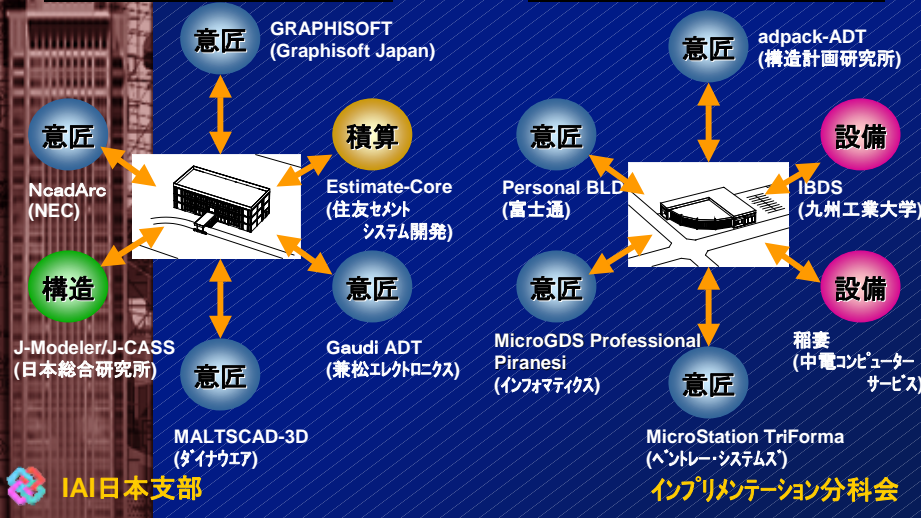 意匠
GRAPHISOFT
(Graphisoft Japan)
意匠
NcadArc
(NEC)
積算
Estimate-Core
(住友ｾﾒﾝﾄ
ｼｽﾃﾑ開発)
構造
J-Modeler/J-CASS
(日本総合研究所)
意匠
Gaudi ADT
(兼松ｴﾚｸﾄﾛﾆｸｽ)
意匠
MALTSCAD-3D
(ﾀﾞｲﾅｳエア)
意匠
adpack-ADT
(構造計画研究所)
意匠
Personal BLD
(富士通)
設備
IBDS
(九州工業大学)
意匠
MicroGDS Professional
Piranesi
(ｲﾝﾌｫﾏﾃｨｸｽ)
設備
稲妻
(中電ｺﾝﾋﾟｭｰﾀｰ
ｻｰﾋﾞｽ)
意匠
MicroStation TriForma
(ﾍﾞﾝﾄﾚｰ･ｼｽﾃﾑｽﾞ)
IAI日本支部
インプリメンテーション分科会